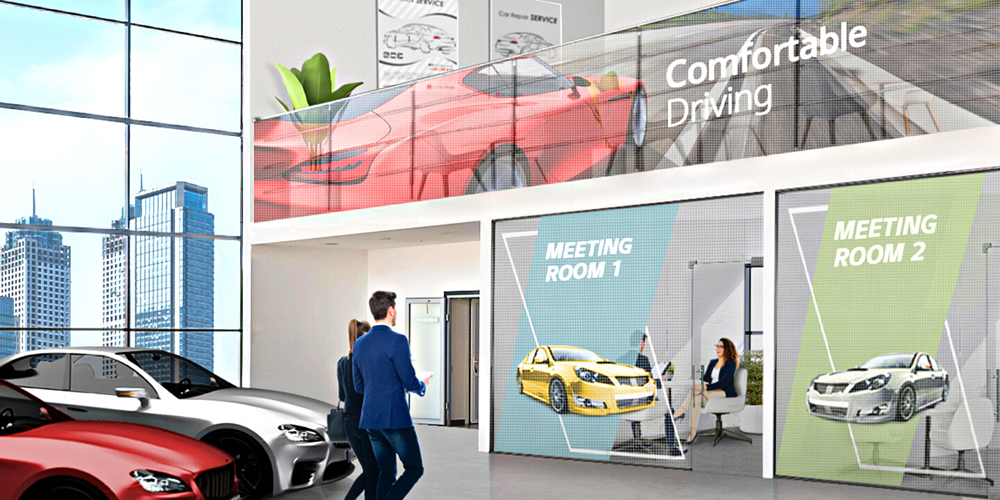 SERVICE
Car Repair SERVICE
Comfortable
Driving
MEETING
ROOM 1
MEETING
ROOM 2